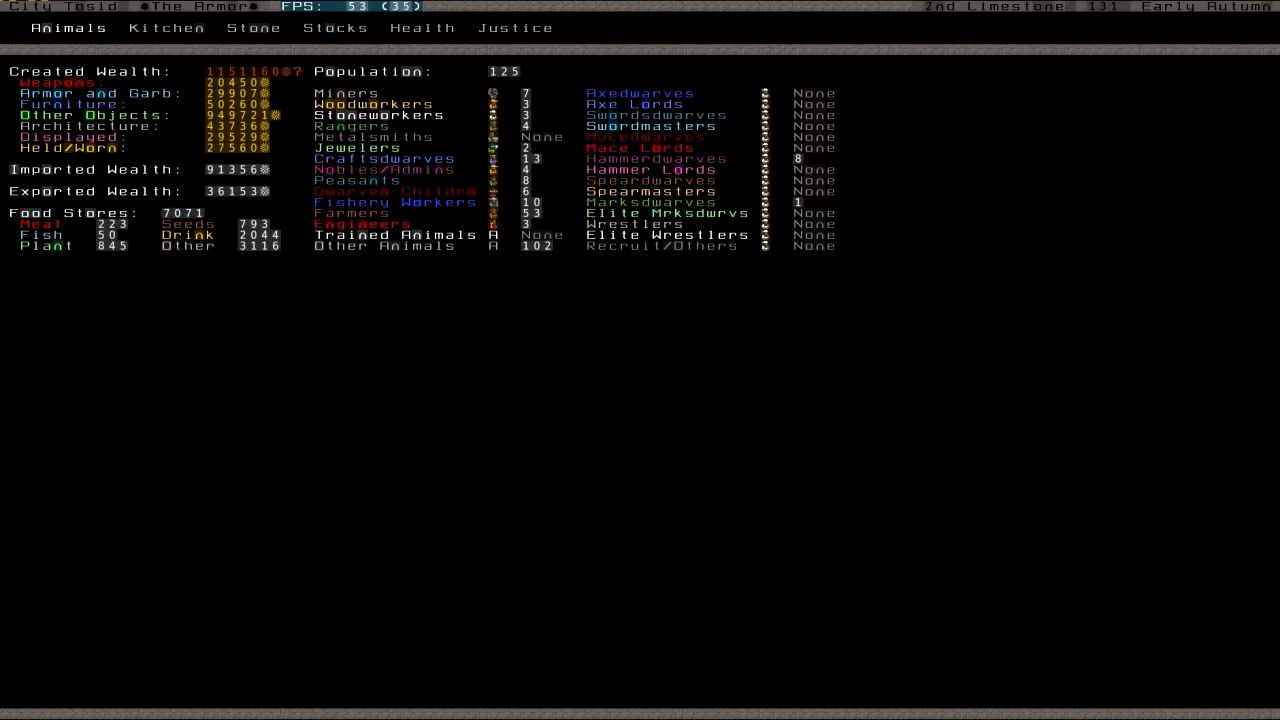 City Tosid ●The Armor● FPS: 53 (35) 2nd Limestone 131 Early Autumn
Animals Kitchen Stone Stocks Health Justice
Created Wealth: 1151160☼? Population: 125
Weapons: 20450☼
Armor and Garb: 29907☼ Miners 7 Axedwarves None
Furniture: 50260☼ Woodworkers 3 Axe Lords None
Other Objects: 949721☼ Stoneworkers 3 Swordsdwarves None
Architecture: 43736☼ Rangers 4 Swordmasters None
Displayed: 29529☼ Metalsmiths None Macedwarves None
Held/Worn: 27560☼ Jewelers 2 Mace Lords None
Craftsdwarves 13 Hammerdwarves 8
Imported Wealth: 91356☼ Nobles/Admins 4 Hammer Lords None
Peasants 8 Speardwarves None
Exported Wealth: 36153☼ Dwarven Childrn 6 Spearmasters None
Fishery Workers 10 Marksdwarves 1
Food Stores: 7071 Farmers 53 Elite Mrksdwrvs None
Meat 223 Seeds 793 Engineers 3 Wrestlers None
Fish 50 Drink 2044 Trained Animals A None Elite Wrestlers None
Plant 845 Other 3116 Other Animals A 102 Recruit/Others None